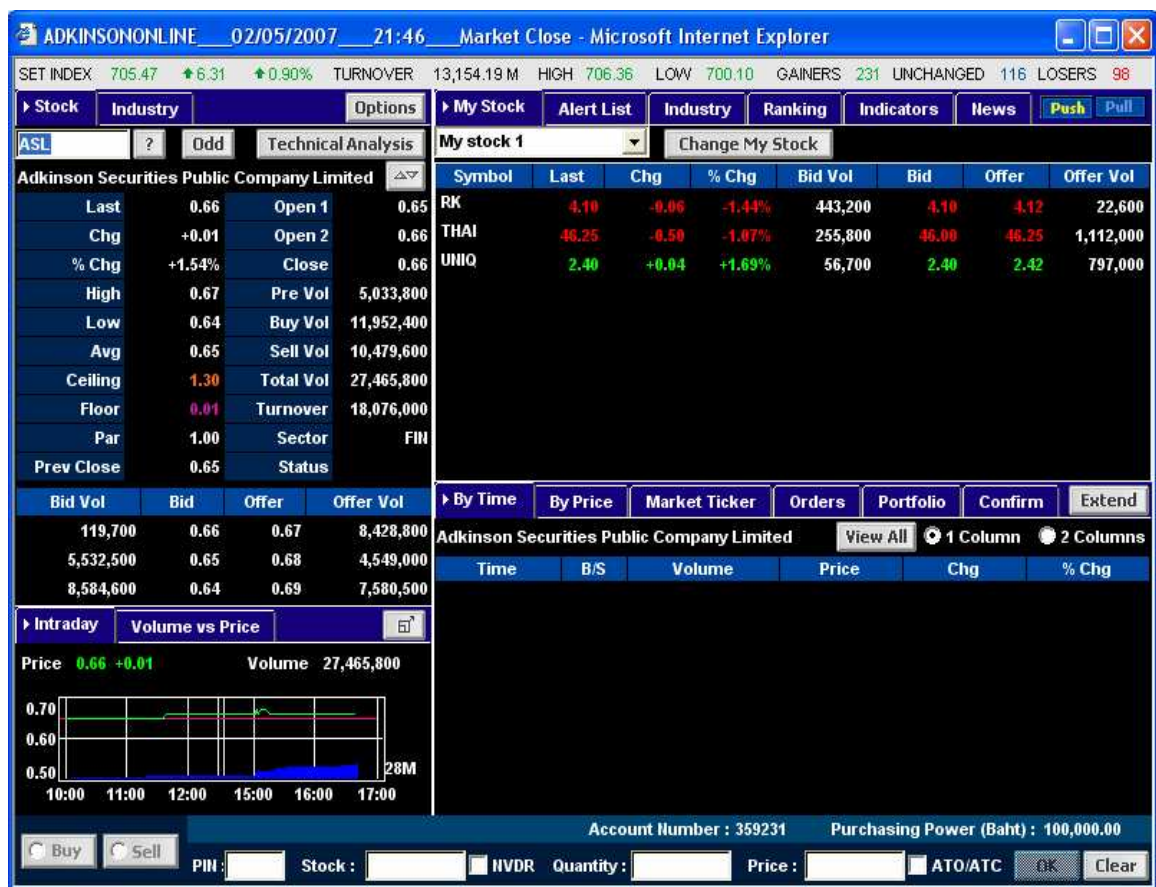 ADKINSONONLINE___02/05/2007___21:46___Market Close - Microsoft Internet Explorer
SET INDEX 705.47 6.31 0.90% TURNOVER 13,154.19 M HIGH 706.36 LOW 700.10 GAINERS 231 UNCHANGED 116 LOSERS 98
Stock Industry Options
ASL ? Odd Technical Analysis
Adkinson Securities Public Company Limited
Last 0.66 Open 1 0.65
Chg +0.01 Open 2 0.66
% Chg +1.54% Close 0.66
High 0.67 Pre Vol 5,033,800
Low 0.64 Buy Vol 11,952,400
Avg 0.65 Sell Vol 10,479,600
Ceiling 1.30 Total Vol 27,465,800
Floor 0.01 Turnover 18,076,000
Par 1.00 Sector FIN
Prev Close 0.65 Status
Bid Vol Bid Offer Offer Vol
119,700 0.66 0.67 8,428,800
5,532,500 0.65 0.68 4,549,000
8,584,600 0.64 0.69 7,580,500
Intraday Volume vs Price
Price 0.66 +0.01 Volume 27,465,800
0.70
0.60
0.50
28M
10:00 11:00 12:00 15:00 16:00 17:00
My Stock Alert List Industry Ranking Indicators News Push Pull
My stock 1 Change My Stock
Symbol Last Chg % Chg Bid Vol Bid Offer Offer Vol
RK 4.10 -0.06 -1.44% 443,200 4.10 4.12 22,600
THAI 46.25 -0.50 -1.07% 255,800 46.00 46.25 1,112,000
UNIQ 2.40 +0.04 +1.69% 56,700 2.40 2.42 797,000
By Time By Price Market Ticker Orders Portfolio Confirm Extend
Adkinson Securities Public Company Limited View All 1 Column 2 Columns
Time B/S Volume Price Chg % Chg
Account Number : 359231 Purchasing Power (Baht) : 100,000.00
Buy Sell PIN : Stock : NVDR Quantity : Price : ATO/ATC OK Clear